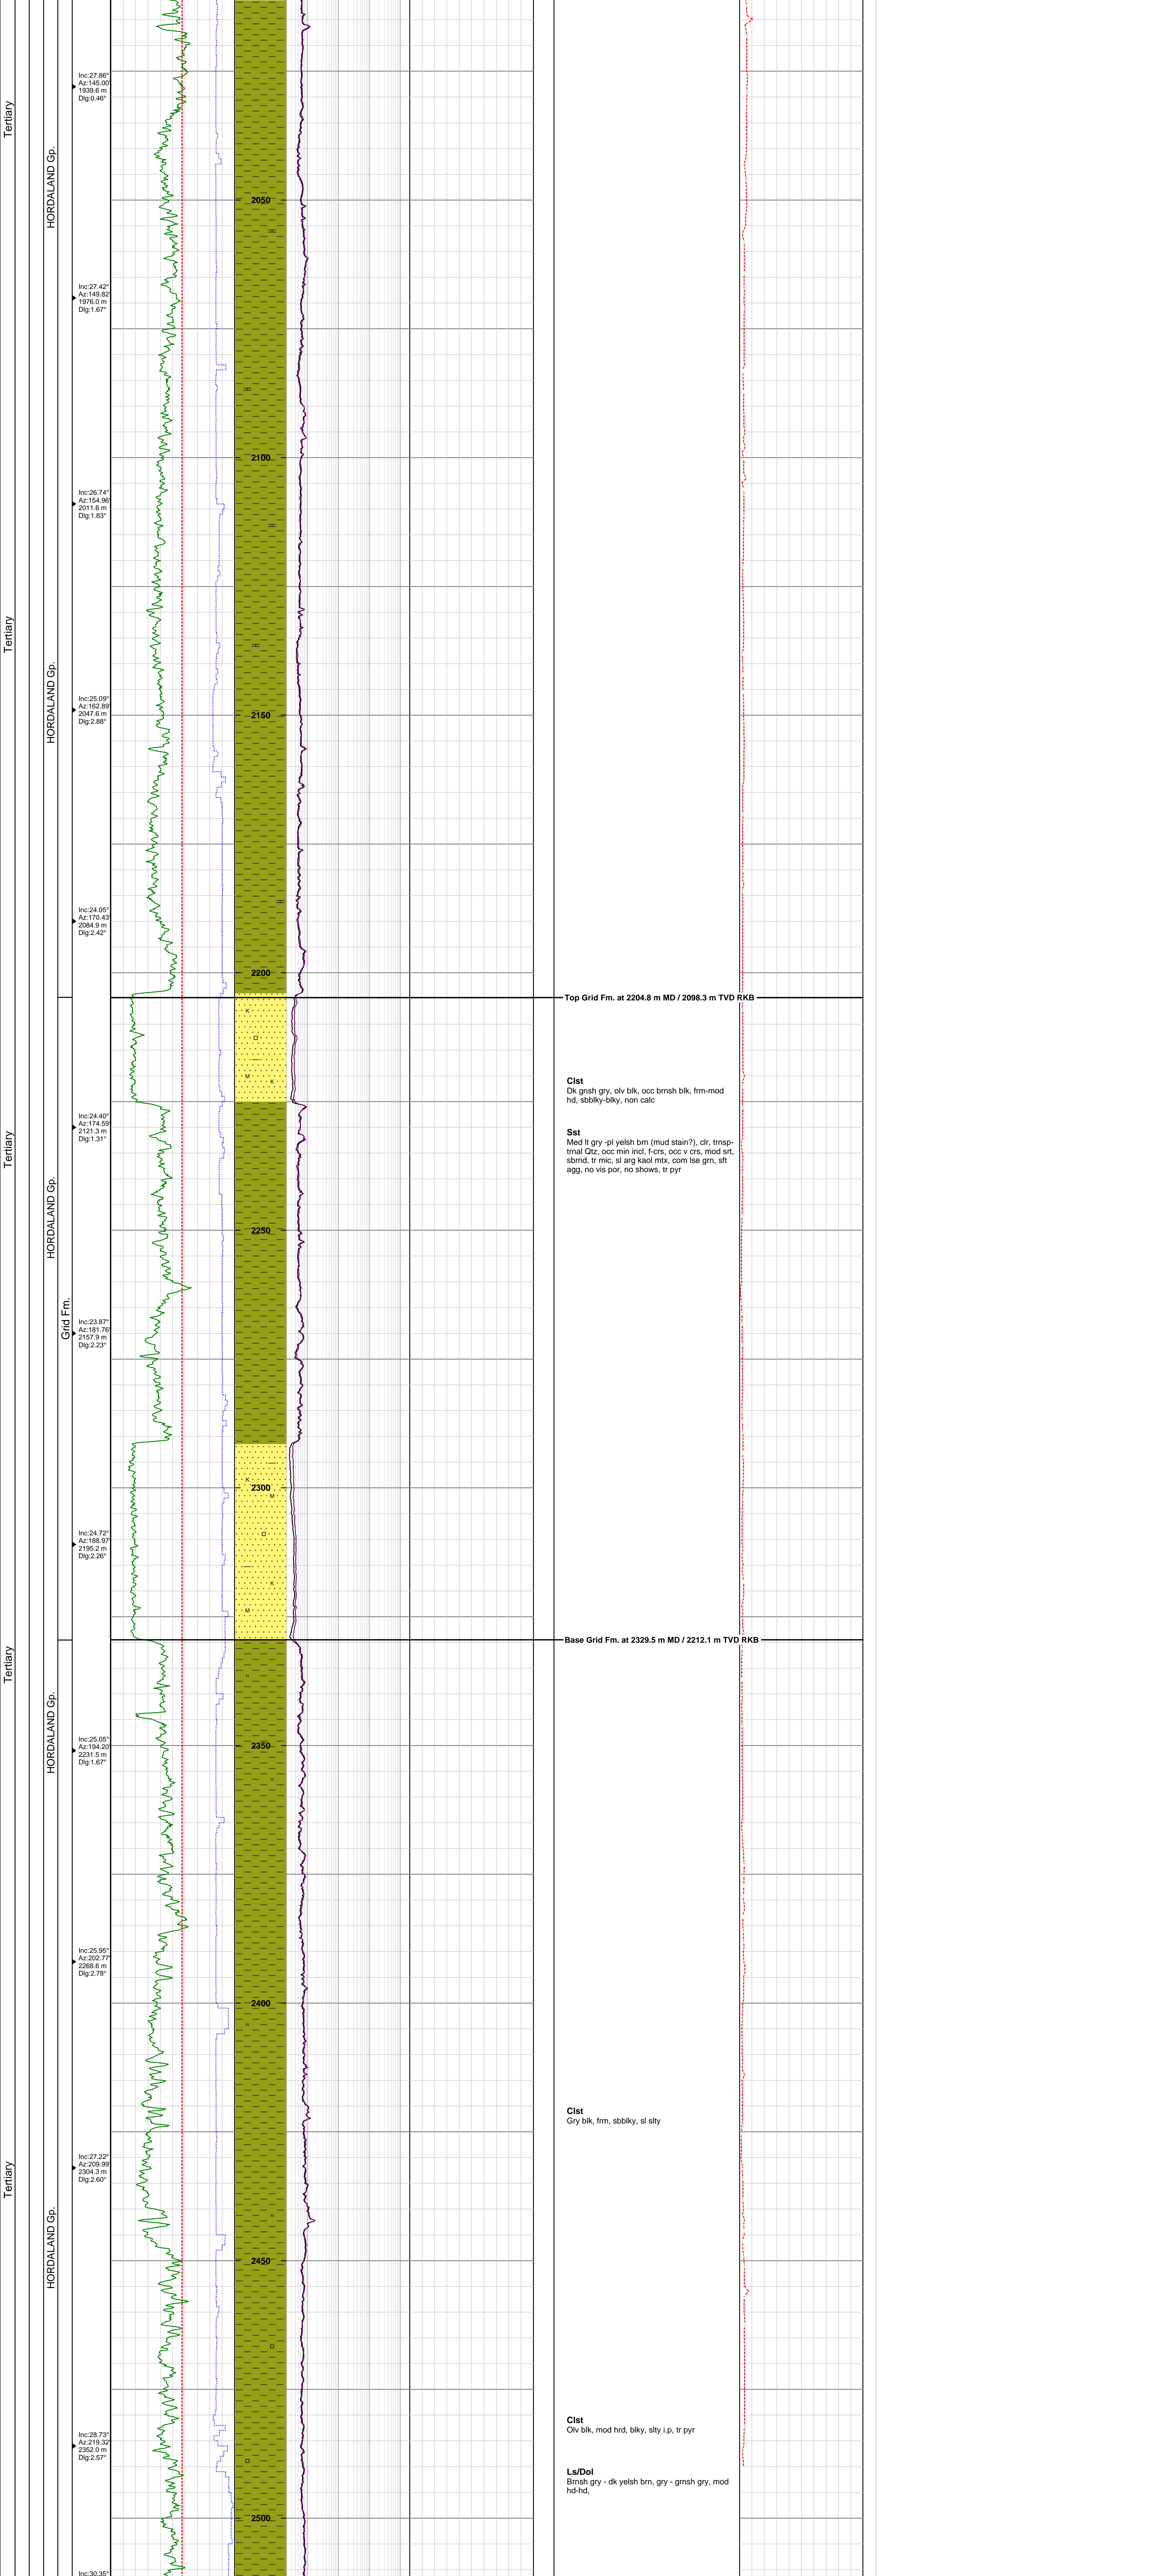 Inc:27.86°
Az:145.00°
1939.6 m
Dlg:0.46°
Tertiary
HORDALAND Gp.
2050
Inc:27.42°
Az:149.82°
1976.0 m
Dlg:1.67°
2100
Inc:26.74°
Az:154.96°
2011.6 m
Dlg:1.83°
Tertiary
HORDALAND Gp.
Inc:25.09°
Az:162.89°
2047.6 m
Dlg:2.88°
2150
Inc:24.05°
Az:170.43°
2084.9 m
Dlg:2.42°
2200
Top Grid Fm. at 2204.8 m MD / 2098.3 m TVD RKB
K
M
K
Clst
Dk gnsh gry, olv blk, occ brnsh blk, frm-mod
hd, sbblky-blky, non calc
Inc:24.40°
Az:174.59°
2121.3 m
Dlg:1.31°
Sst
Med lt gry -pl yelsh brn (mud stain?), clr, trnsp-
trnal Qtz, occ min incl, f-crs, occ v crs, mod srt,
sbrnd, tr mic, sl arg kaol mtx, com lse grn, sft
agg, no vis por, no shows, tr pyr
Tertiary
HORDALAND Gp.
2250
Grid Fm.
Inc:23.87°
Az:181.76°
2157.9 m
Dlg:2.23°
K
2300
M
Inc:24.72°
Az:188.97°
2195.2 m
Dlg:2.26°
K
M
Base Grid Fm. at 2329.5 m MD / 2212.1 m TVD RKB
Tertiary
HORDALAND Gp.
Inc:25.05°
Az:194.20°
2231.5 m
Dlg:1.67°
2350
Inc:25.95°
Az:202.77°
2268.6 m
Dlg:2.78°
2400
Clst
Gry blk, frm, sbblky, sl slty
Inc:27.22°
Az:209.99°
2304.3 m
Dlg:2.60°
Tertiary
HORDALAND Gp.
2450
Clst
Olv blk, mod hrd, blky, slty i.p, tr pyr
Inc:28.73°
Az:219.32°
2352.0 m
Dlg:2.57°
Ls/Dol
Brnsh gry - dk yelsh brn, gry - grnsh gry, mod
hd-hd,
2500
Inc:30.35°